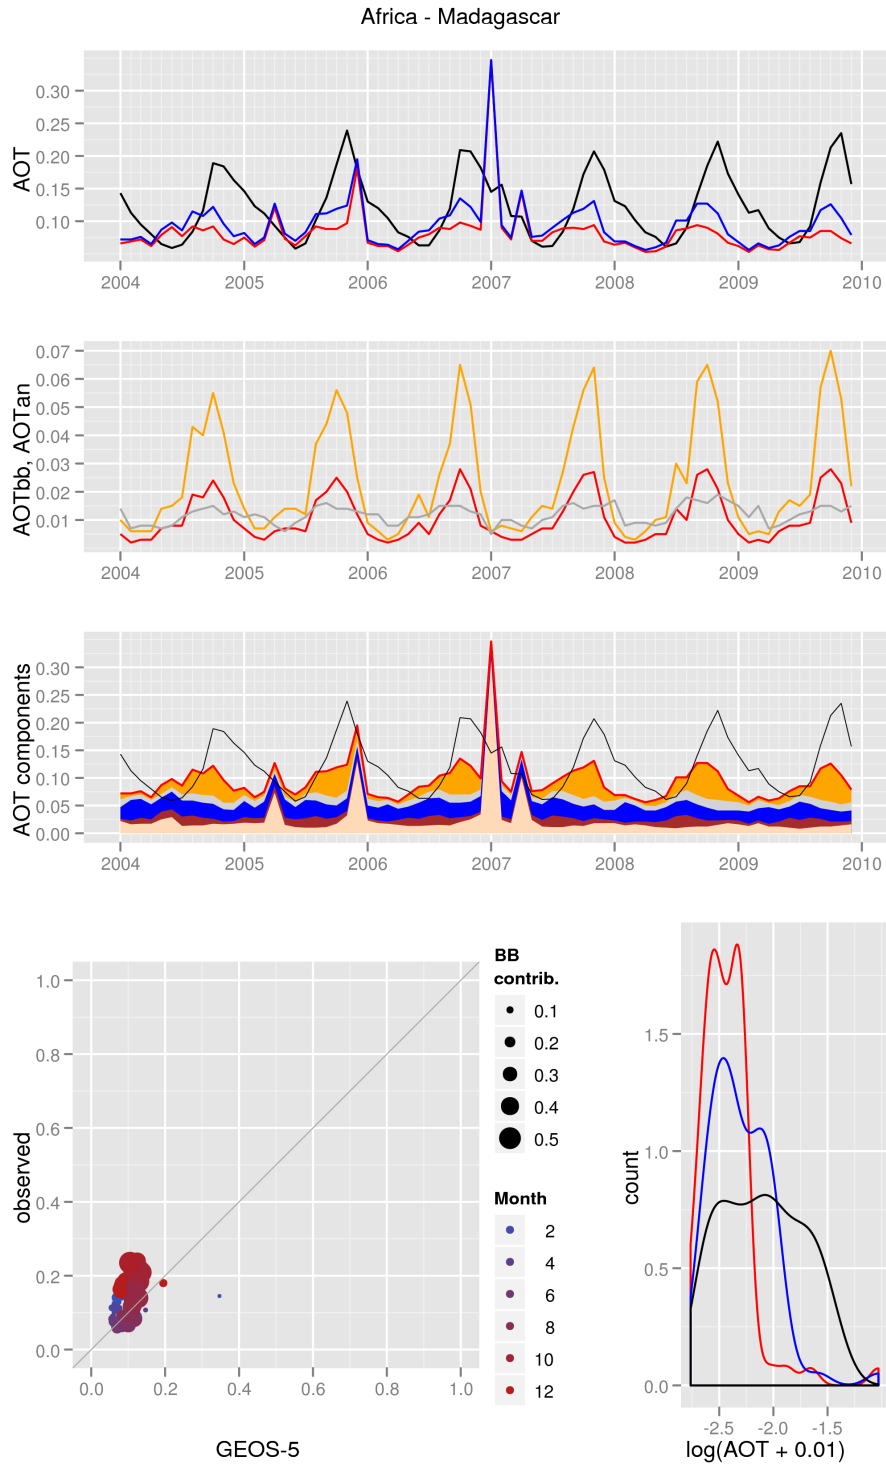 Africa - Madagascar
AOT
0.30
0.25
0.20
0.15
0.10
2004 2005 2006 2007 2008 2009 2010
AOTbb, AOTan
0.07
0.06
0.05
0.04
0.03
0.02
0.01
2004 2005 2006 2007 2008 2009 2010
AOT components
0.30
0.25
0.20
0.15
0.10
0.05
0.00
2004 2005 2006 2007 2008 2009 2010
observed
1.0
0.8
0.6
0.4
0.2
0.0
0.0 0.2 0.4 0.6 0.8 1.0
GEOS-5
BB
contrib.
0.1
0.2
0.3
0.4
0.5
Month
2
4
6
8
10
12
count
1.5
1.0
0.5
0.0
-2.5 -2.0 -1.5
log(AOT + 0.01)